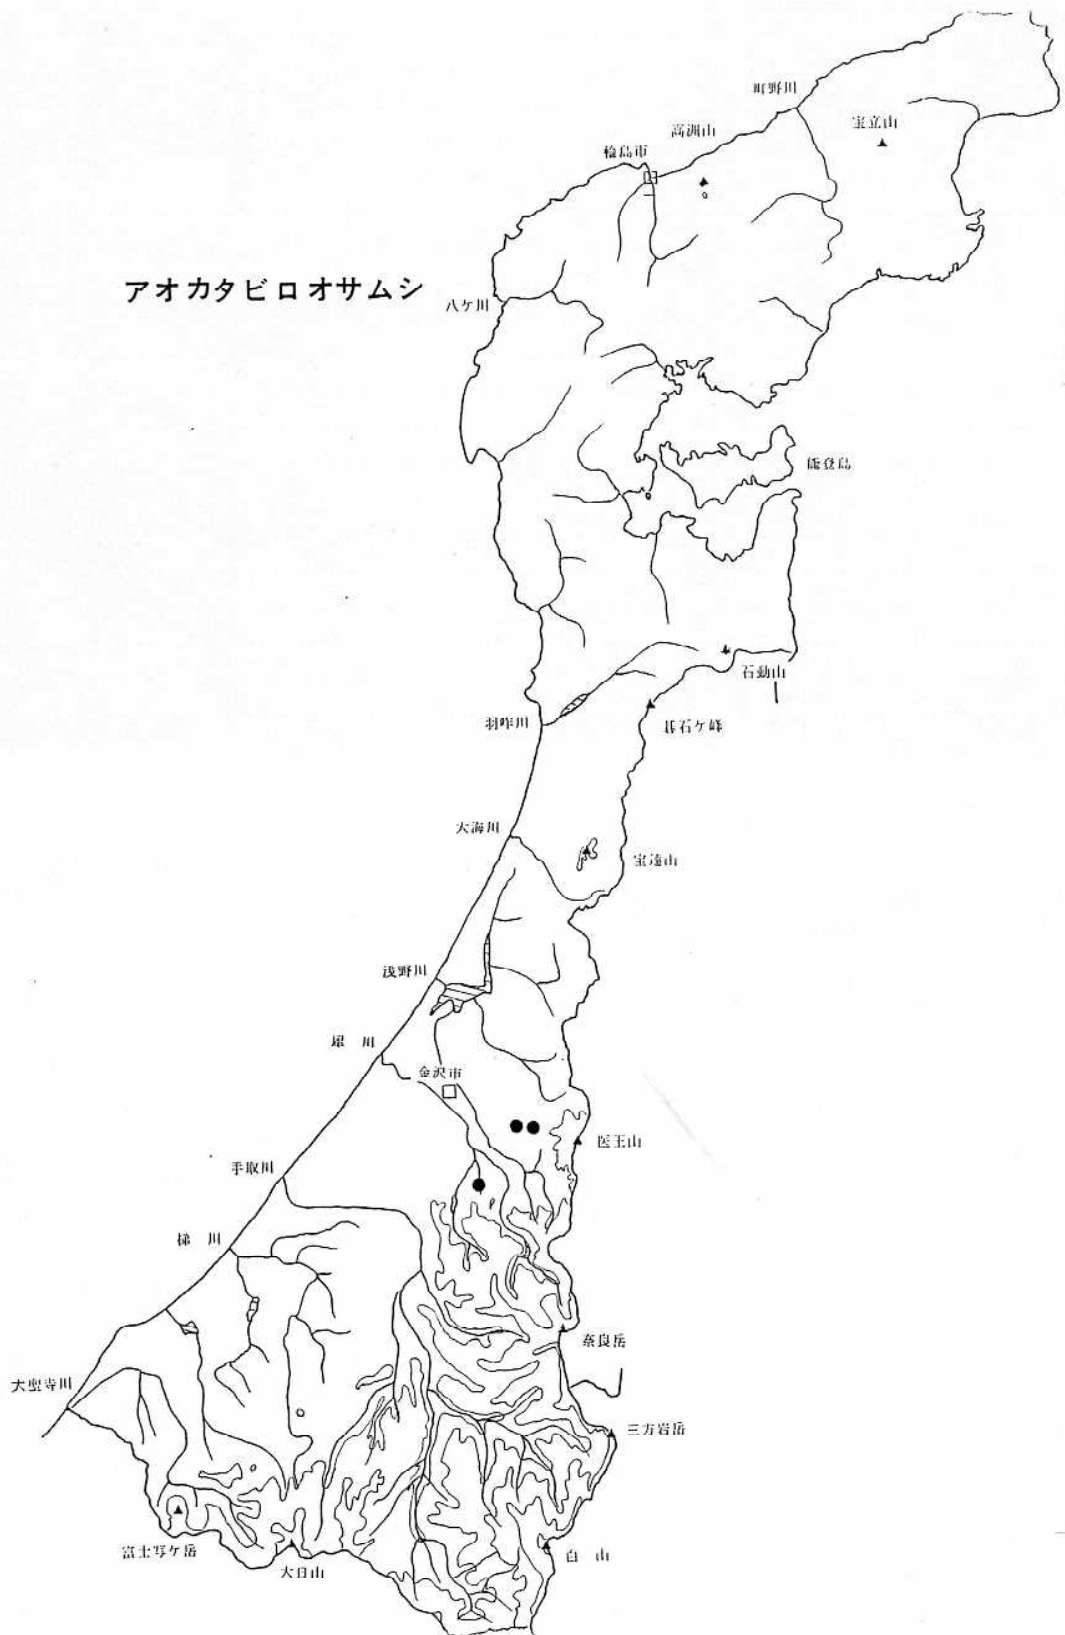 町野川
宝立山
高洲山
輪島市
アオカタビロオサムシ
八ケ川
能登島
石動山
羽咋川
碁石ケ峰
大海川
宝達山
浅野川
犀川
金沢市
医王山
手取川
梯川
奈良岳
大聖寺川
三方岩岳
富士写ケ岳
白山
大日山